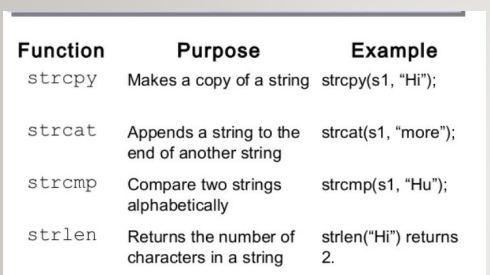 Function Purpose Example
strcpy Makes a copy of a string strcpy(s1, “Hi”);
strcat Appends a string to the strcat(s1, “more”);
end of another string
strcmp Compare two strings strcmp(s1, “Hu”);
alphabetically
strlen Returns the number of strlen(“Hi”) returns
characters in a string 2.